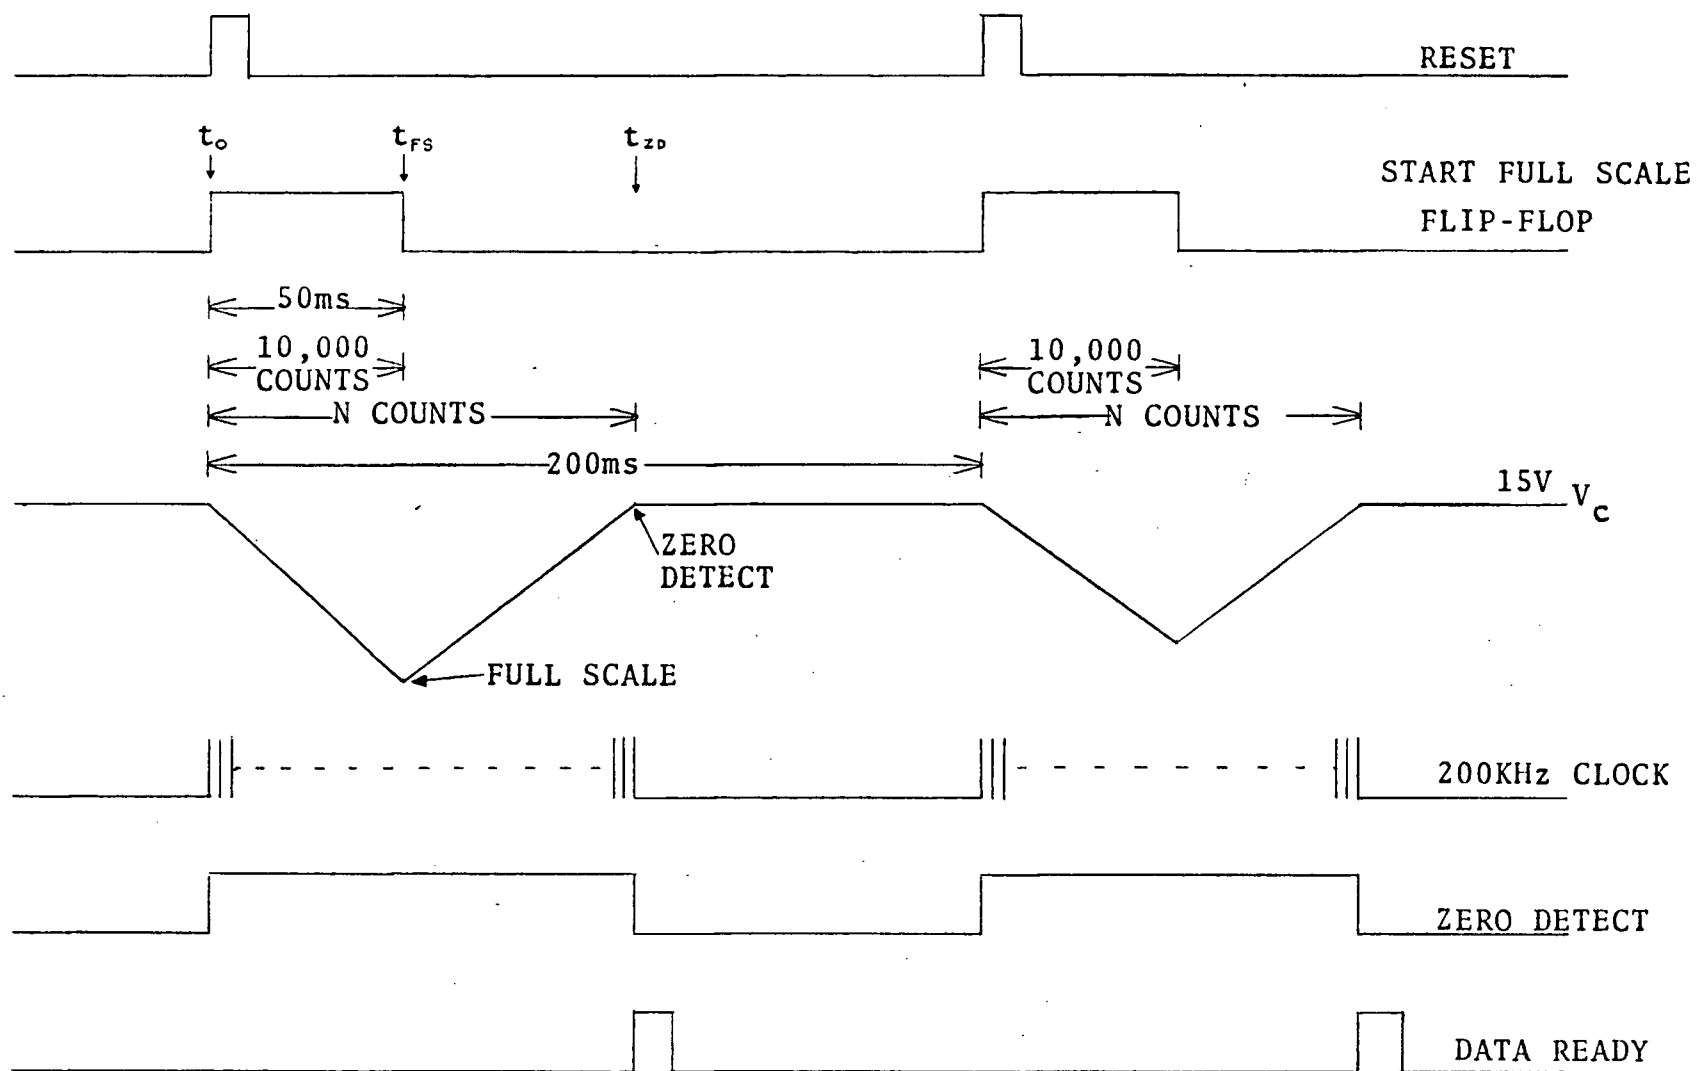 RESET
t₀
t_FS
t_ZD
START FULL SCALE
FLIP-FLOP
50ms
10,000
COUNTS
10,000
COUNTS
N COUNTS
N COUNTS
200ms
15V
V_C
ZERO
DETECT
FULL SCALE
200KHz CLOCK
ZERO DETECT
DATA READY